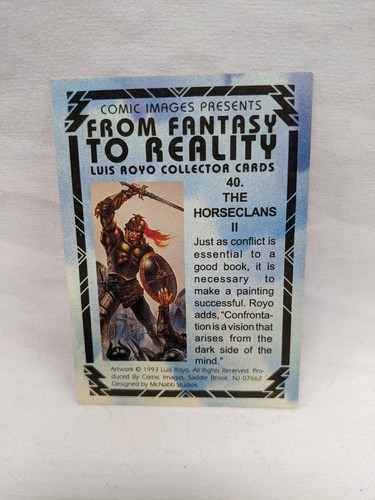 COMIC IMAGES PRESENTS
FROM FANTASY
TO REALITY
LUIS ROYO COLLECTOR CARDS
40.
THE
HORSECLANS
II
Just as conflict is
essential to a
good book, it is
necessary to
make a painting
successful. Royo
adds, "Confronta-
tion is á vision that
arises from the
dark side of the
mind."
Artwork © 1993 Luis Royo. All Rights Reserved. Pro-
duced By Comic Images, Saddle Brook, NJ 07662
Designed by McNabb Studios